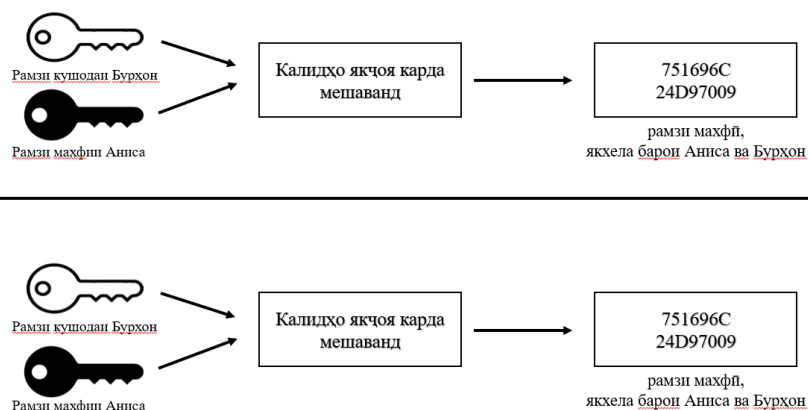 Рамзи кушодаи Бурҳон
Рамзи махфии Аниса
Калидҳо якҷоя карда
мешаванд
751696C
24D97009
рамзи махфӣ,
якхела барои Аниса ва Бурҳон
Рамзи кушодаи Бурҳон
Рамзи махфии Аниса
Калидҳо якҷоя карда
мешаванд
751696C
24D97009
рамзи махфӣ,
якхела барои Аниса ва Бурҳон